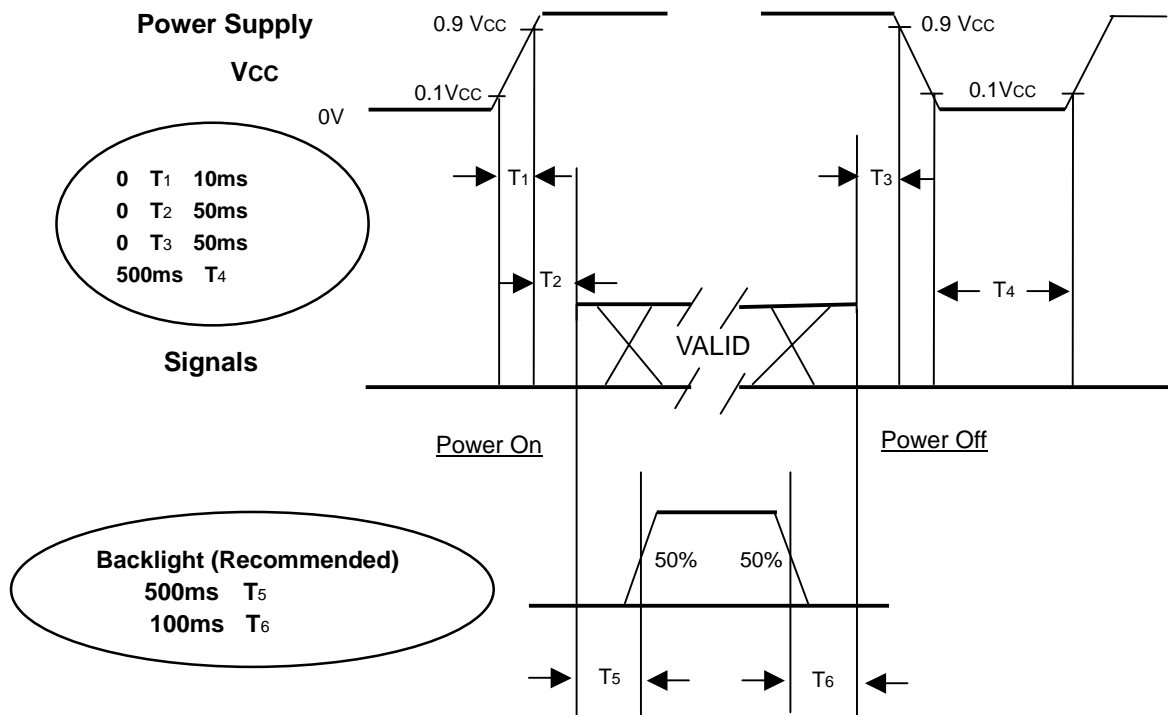 Power Supply
VCC
0.9 VCC
0.9 VCC
0.1VCC
0.1VCC
0V
0 T1 10ms
0 T2 50ms
0 T3 50ms
500ms T4
T1
T3
T2
T4
Signals
VALID
Power On
Power Off
Backlight (Recommended)
500ms T5
100ms T6
50%
50%
T5
T6